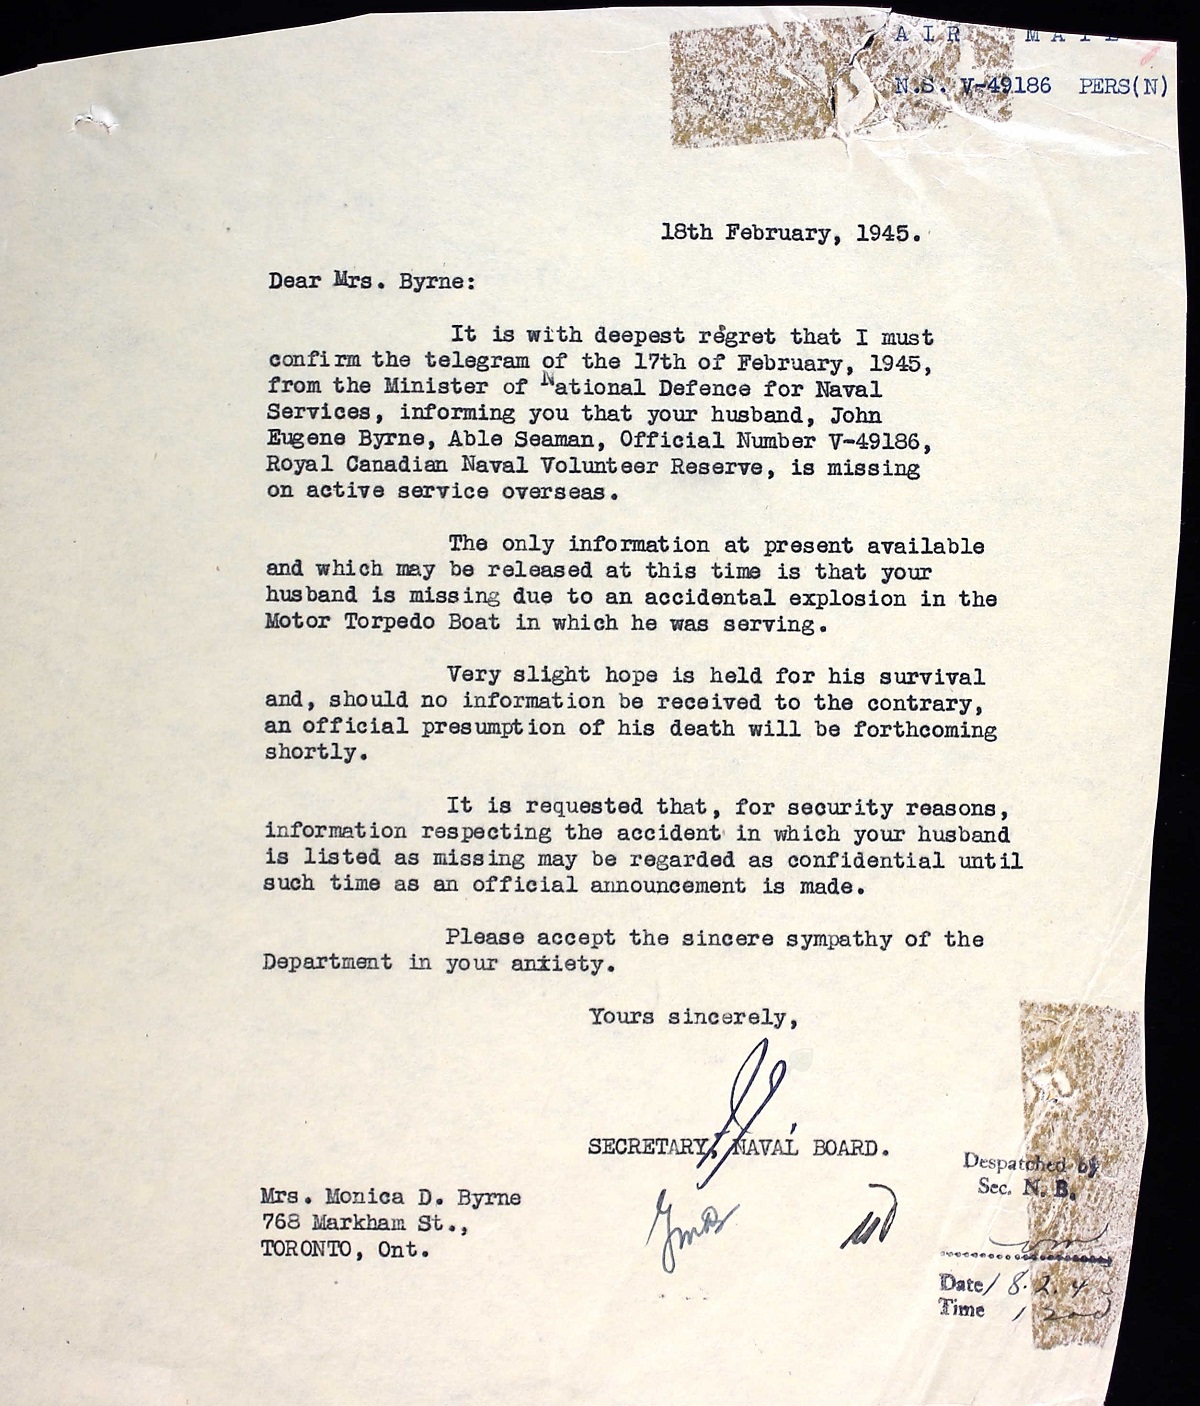 AIR MAIL
N.S. V-49186 PERS(N)
18th February, 1945.
Dear Mrs. Byrne:
It is with deepest regret that I must
confirm the telegram of the 17th of February, 1945,
from the Minister of National Defence for Naval
Services, informing you that your husband, John
Eugene Byrne, Able Seaman, Official Number V-49186,
Royal Canadian Naval Volunteer Reserve, is missing
on active service overseas.
The only information at present available
and which may be released at this time is that your
husband is missing due to an accidental explosion in the
Motor Torpedo Boat in which he was serving.
Very slight hope is held for his survival
and, should no information be received to the contrary,
an official presumption of his death will be forthcoming
shortly.
It is requested that, for security reasons,
information respecting the accident in which your husband
is listed as missing may be regarded as confidential until
such time as an official announcement is made.
Please accept the sincere sympathy of the
Department in your anxiety.
Yours sincerely,
SECRETARY, NAVAL BOARD.
Despatched by
Sec. N. B.
Mrs. Monica D. Byrne
768 Markham St.,
TORONTO, Ont.
Date 18.2.4
Time